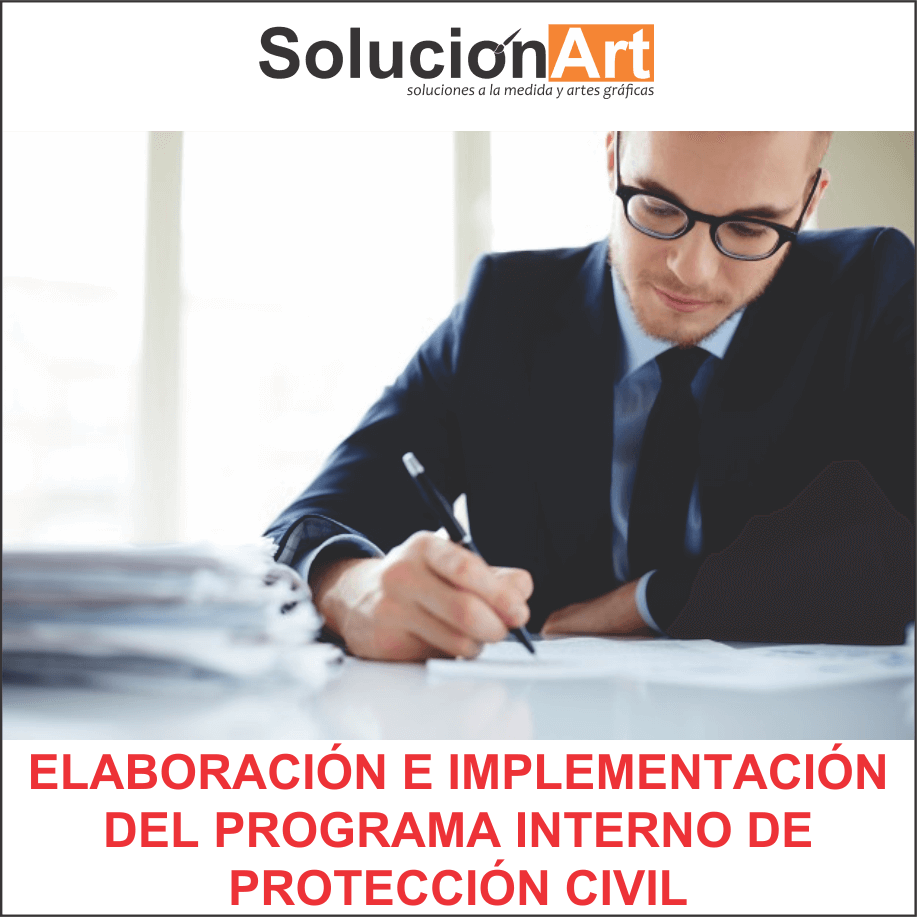 SolucionArt
soluciones a la medida y artes gráficas
ELABORACIÓN E IMPLEMENTACIÓN
DEL PROGRAMA INTERNO DE
PROTECCIÓN CIVIL